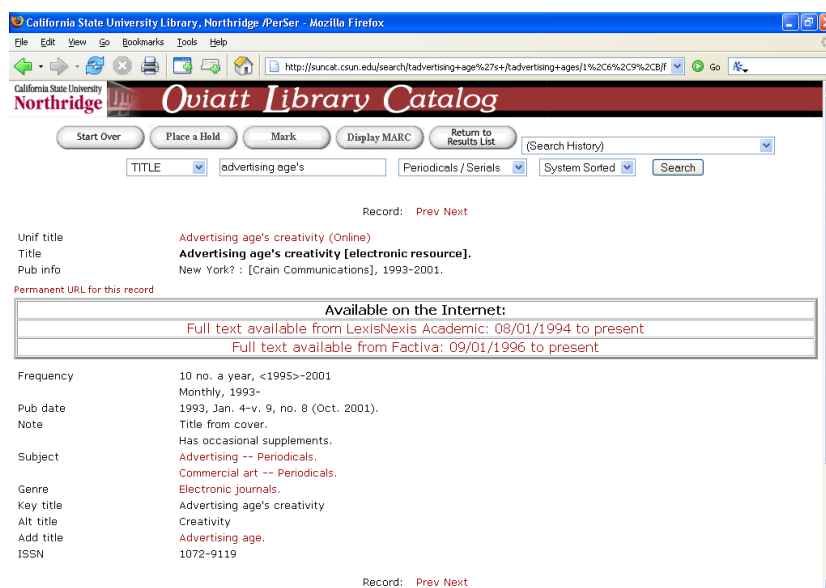 California State University Library, Northridge /PerSer - Mozilla Firefox
File Edit View Go Bookmarks Tools Help
http://suncat.csun.edu/search/tadvertising+age%27s+/tadvertising+ages/1%2C6%2C9%2CB/f Go
California State University
Northridge
Oviatt Library Catalog
Start Over Place a Hold Mark Display MARC Return to Results List (Search History)
TITLE advertising age's Periodicals / Serials System Sorted Search
Record: Prev Next
Unif title Advertising age's creativity (Online)
Title Advertising age's creativity [electronic resource].
Pub info New York? : [Crain Communications], 1993-2001.
Permanent URL for this record
Available on the Internet:
Full text available from LexisNexis Academic: 08/01/1994 to present
Full text available from Factiva: 09/01/1996 to present
Frequency 10 no. a year, <1995>-2001
Monthly, 1993-
Pub date 1993, Jan. 4-v. 9, no. 8 (Oct. 2001).
Note Title from cover.
Has occasional supplements.
Subject Advertising -- Periodicals.
Commercial art -- Periodicals.
Genre Electronic journals.
Key title Advertising age's creativity
Alt title Creativity
Add title Advertising age.
ISSN 1072-9119
Record: Prev Next